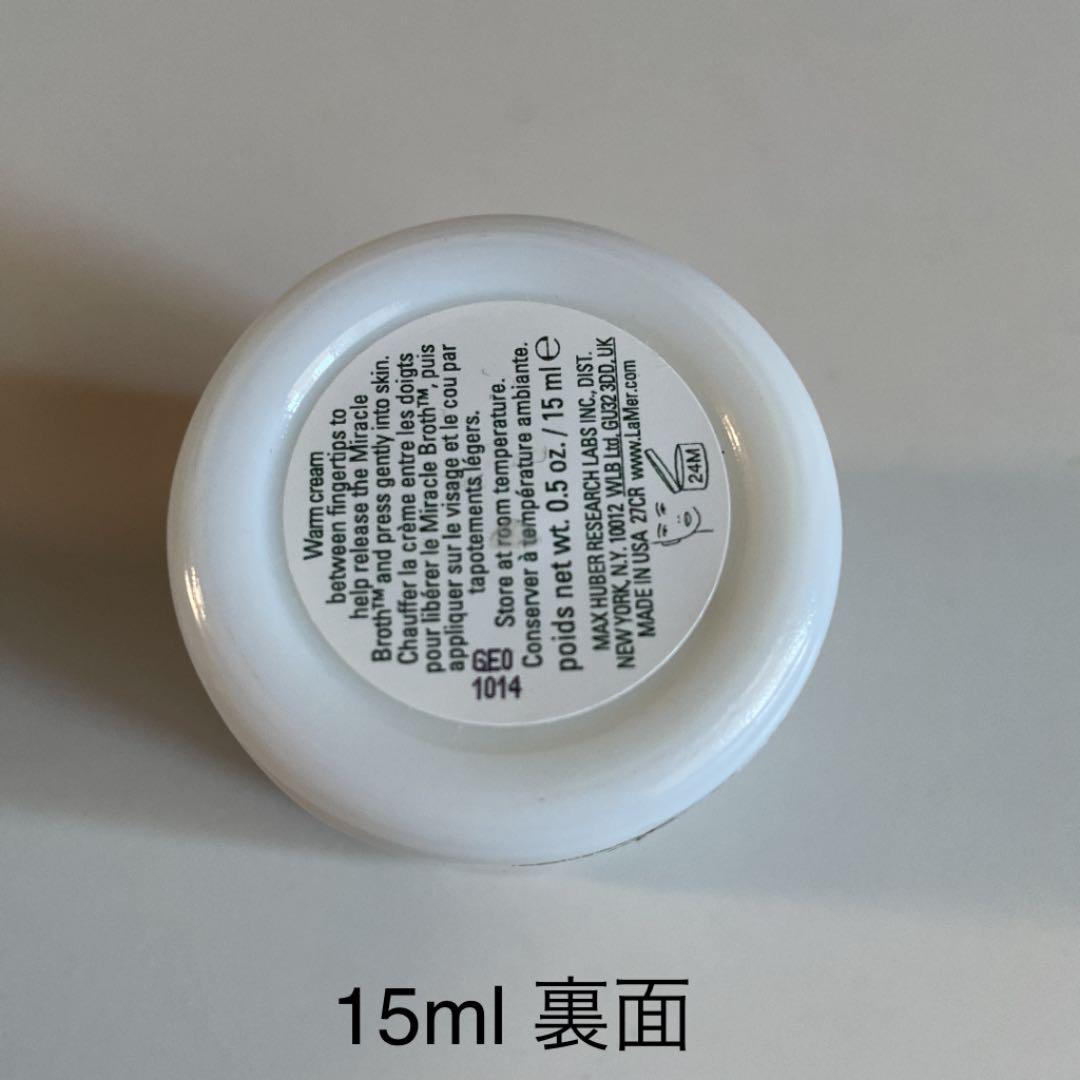 Warm cream
between fingertips to
help release the Miracle
Broth™ and press gently into skin.
Chauffer la crème entre les doigts
pour libérer le Miracle Broth™, puis
appliquer sur le visage et le cou par
tapotements légers.
Store at room temperature.
Conserver à température ambiante.
poids net wt. 0.5 oz. / 15 ml ℮
MAX HUBER RESEARCH LABS INC., DIST.
NEW YORK, N.Y. 10012 WLB Ltd, GU32 3DD, UK
MADE IN USA 27CR www.LaMer.com
24M
GE0
1014
15ml 裏面